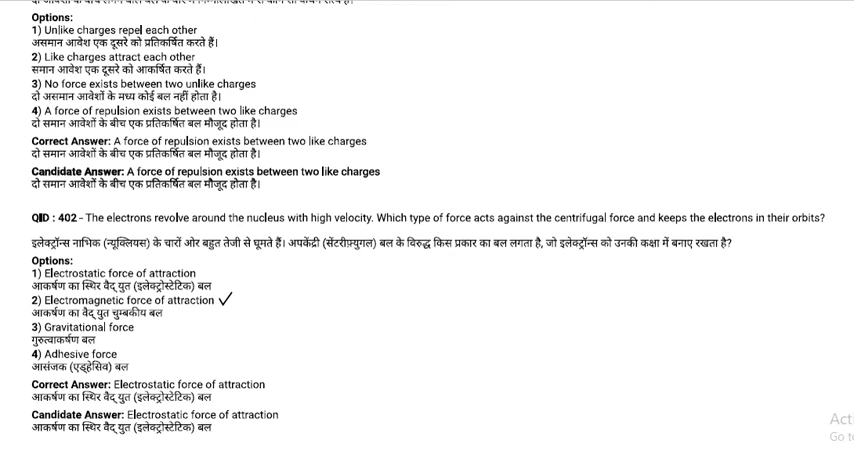 Options:
1) Unlike charges repel each other
असमान आवेश एक दूसरे को प्रतिकर्षित करते हैं।
2) Like charges attract each other
समान आवेश एक दूसरे को आकर्षित करते हैं।
3) No force exists between two unlike charges
दो असमान आवेशों के मध्य कोई बल नहीं होता है।
4) A force of repulsion exists between two like charges
दो समान आवेशों के बीच एक प्रतिकर्षित बल मौजूद होता है।
Correct Answer: A force of repulsion exists between two like charges
दो समान आवेशों के बीच एक प्रतिकर्षित बल मौजूद होता है।
Candidate Answer: A force of repulsion exists between two like charges
दो समान आवेशों के बीच एक प्रतिकर्षित बल मौजूद होता है।
QID : 402 - The electrons revolve around the nucleus with high velocity. Which type of force acts against the centrifugal force and keeps the electrons in their orbits?
इलेक्ट्रॉन्स नाभिक (न्यूक्लियस) के चारों ओर बहुत तेजी से घूमते हैं। अपकेंद्री (सेंटरीफ़्युगल) बल के विरुद्ध किस प्रकार का बल लगता है, जो इलेक्ट्रॉन्स को उनकी कक्षा में बनाए रखता है?
Options:
1) Electrostatic force of attraction
आकर्षण का स्थिर वैद्युत (इलेक्ट्रोस्टेटिक) बल
2) Electromagnetic force of attraction
आकर्षण का वैद्युत चुम्बकीय बल
3) Gravitational force
गुरुत्वाकर्षण बल
4) Adhesive force
आसंजक (एड्हेसिव) बल
Correct Answer: Electrostatic force of attraction
आकर्षण का स्थिर वैद्युत (इलेक्ट्रोस्टेटिक) बल
Candidate Answer: Electrostatic force of attraction
आकर्षण का स्थिर वैद्युत (इलेक्ट्रोस्टेटिक) बल
Act
Go to